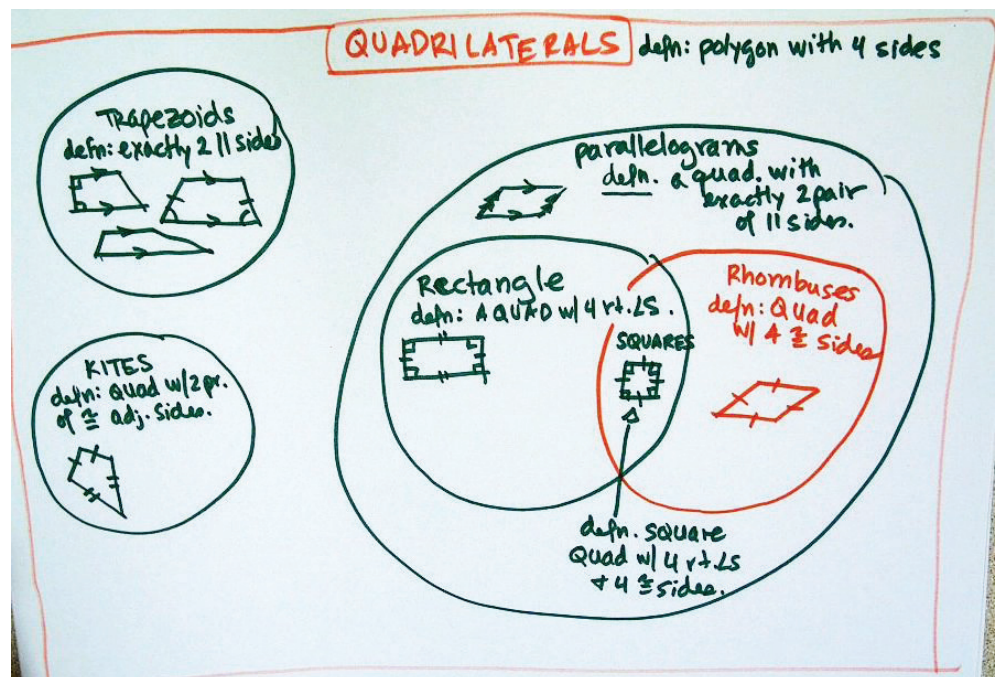 QUADRILATERALS defn: polygon with 4 sides
Trapezoids
defn: exactly 2 || sides
parallelograms
defn. a quad. with
exactly 2 pair
of || sides.
Rectangle
defn: A QUAD w/ 4 rt. ∠S.
Rhombuses
defn: Quad
w/ 4 ≅ sides
SQUARES
KITES
defn: Quad w/2 pr.
of ≅ adj. sides.
defn. square
Quad w/ 4 rt. ∠s
+ 4 ≅ sides.